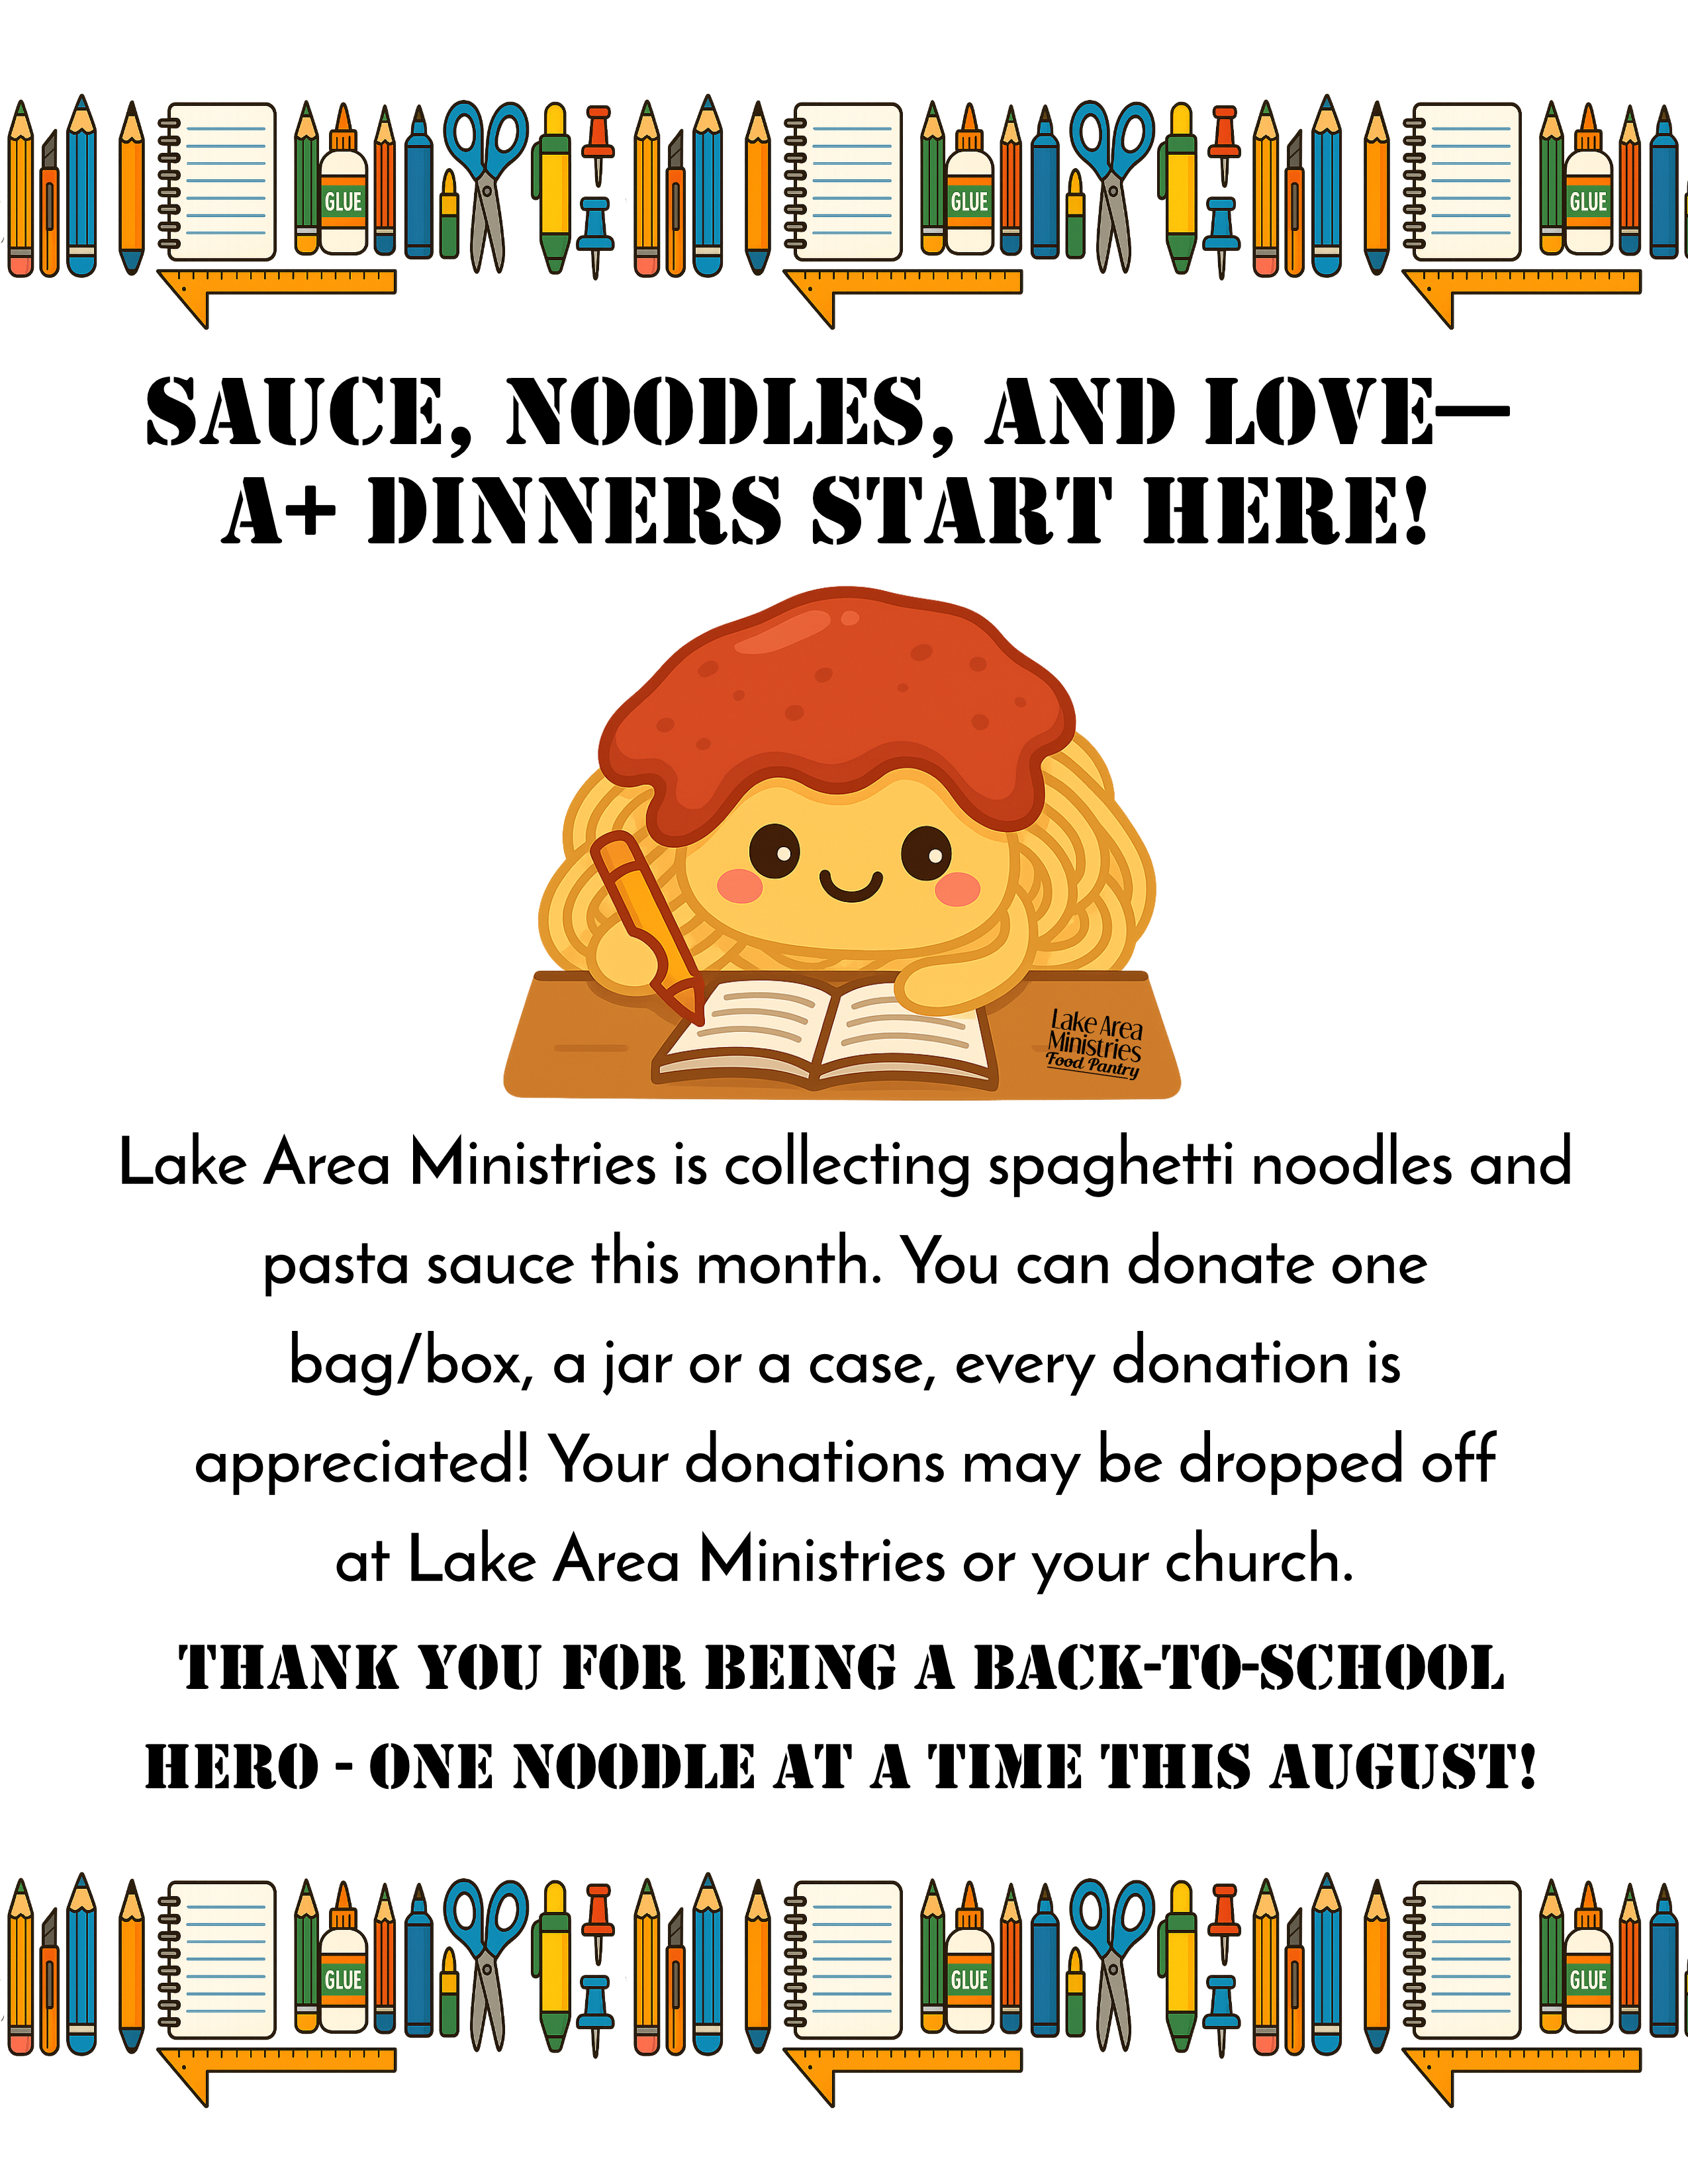 GLUE GLUE GLUE
SAUCE, NOODLES, AND LOVE—
A+ DINNERS START HERE!
Lake Area
Ministries
Food Pantry
Lake Area Ministries is collecting spaghetti noodles and
pasta sauce this month. You can donate one
bag/box, a jar or a case, every donation is
appreciated! Your donations may be dropped off
at Lake Area Ministries or your church.
THANK YOU FOR BEING A BACK-TO-SCHOOL
HERO - ONE NOODLE AT A TIME THIS AUGUST!
GLUE GLUE GLUE